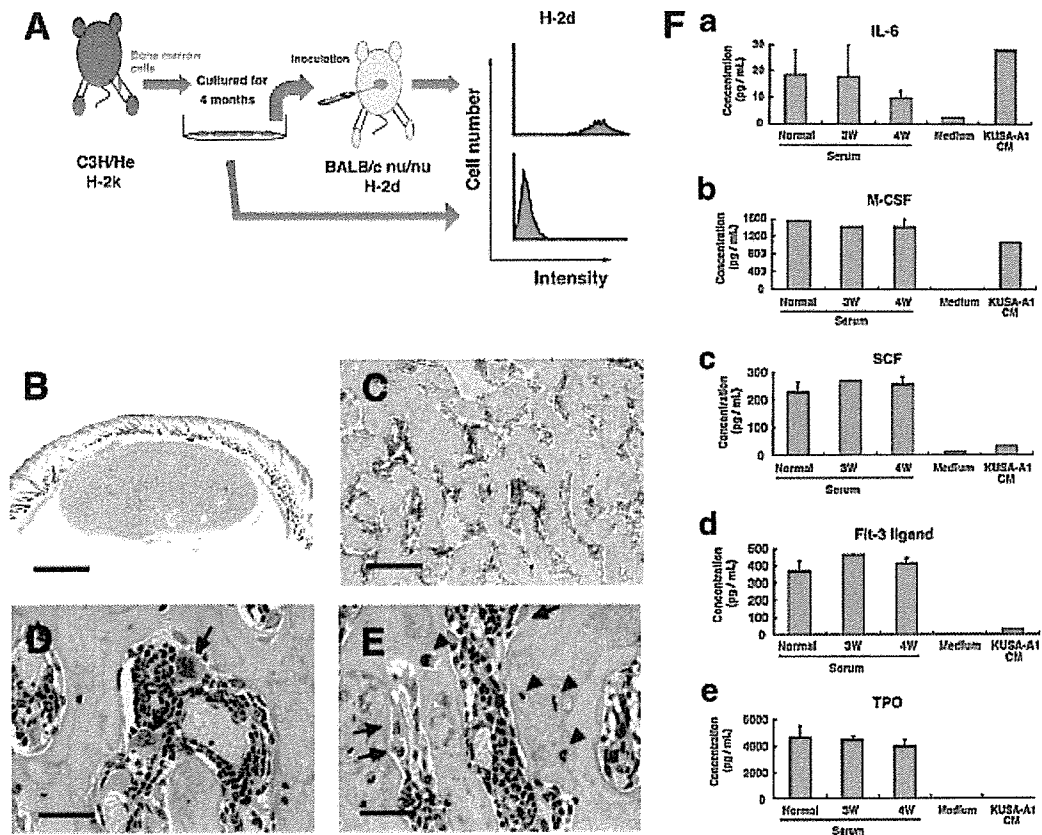 A
H-2d
Bone marrow
cells
Inoculation
Cultured for
4 months
C3H/He
H-2k
BALB/c nu/nu
H-2d
Cell number
Intensity
B
C
D
E
F
a
IL-6
Concentration
(pg / mL)
30
20
10
0
Normal 3W 4W Medium KUSA-A1
CM
Serum
b
M-CSF
Concentration
(pg / mL)
1600
1200
800
400
0
Normal 3W 4W Medium KUSA-A1
CM
Serum
c
SCF
Concentration
(pg / mL)
300
200
100
0
Normal 3W 4W Medium KUSA-A1
CM
Serum
d
Flt-3 ligand
Concentration
(pg / mL)
600
400
200
0
Normal 3W 4W Medium KUSA-A1
CM
Serum
e
TPO
Concentration
(pg / mL)
6000
4000
2000
0
Normal 3W 4W Medium KUSA-A1
CM
Serum